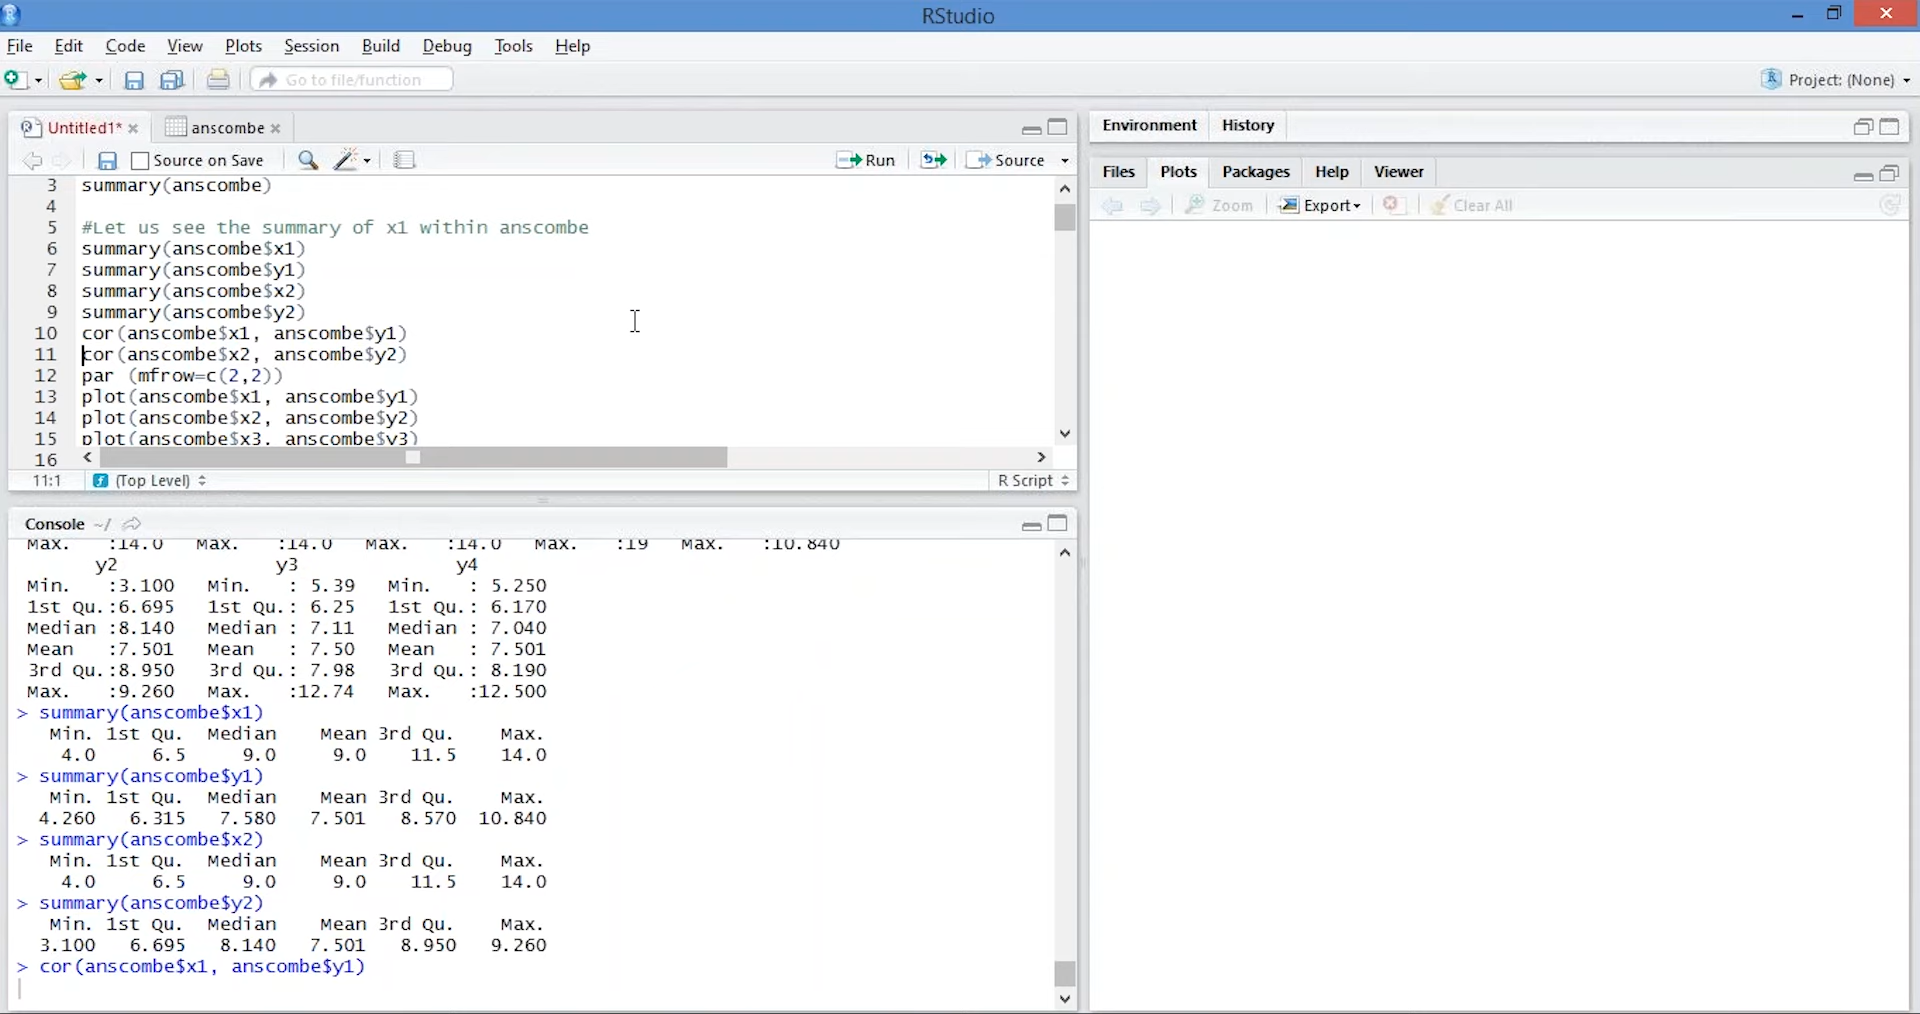 RStudio
File Edit Code View Plots Session Build Debug Tools Help
Go to file/function Project: (None)
Untitled1* anscombe
Source on Save Run Source
3 summary(anscombe)
4
5 #Let us see the summary of x1 within anscombe
6 summary(anscombe$x1)
7 summary(anscombe$y1)
8 summary(anscombe$x2)
9 summary(anscombe$y2)
10 cor(anscombe$x1, anscombe$y1)
11 cor(anscombe$x2, anscombe$y2)
12 par (mfrow=c(2,2))
13 plot(anscombe$x1, anscombe$y1)
14 plot(anscombe$x2, anscombe$y2)
15 plot(anscombe$x3, anscombe$y3)
16
11:1 (Top Level) R Script
Console ~/
Max. :14.0 Max. :14.0 Max. :14.0 Max. :19 Max. :10.840
y2 y3 y4
Min. :3.100 Min. : 5.39 Min. : 5.250
1st Qu.:6.695 1st Qu.: 6.25 1st Qu.: 6.170
Median :8.140 Median : 7.11 Median : 7.040
Mean :7.501 Mean : 7.50 Mean : 7.501
3rd Qu.:8.950 3rd Qu.: 7.98 3rd Qu.: 8.190
Max. :9.260 Max. :12.74 Max. :12.500
> summary(anscombe$x1)
Min. 1st Qu. Median Mean 3rd Qu. Max.
4.0 6.5 9.0 9.0 11.5 14.0
> summary(anscombe$y1)
Min. 1st Qu. Median Mean 3rd Qu. Max.
4.260 6.315 7.580 7.501 8.570 10.840
> summary(anscombe$x2)
Min. 1st Qu. Median Mean 3rd Qu. Max.
4.0 6.5 9.0 9.0 11.5 14.0
> summary(anscombe$y2)
Min. 1st Qu. Median Mean 3rd Qu. Max.
3.100 6.695 8.140 7.501 8.950 9.260
> cor(anscombe$x1, anscombe$y1)
Environment History
Files Plots Packages Help Viewer
Zoom Export Clear All